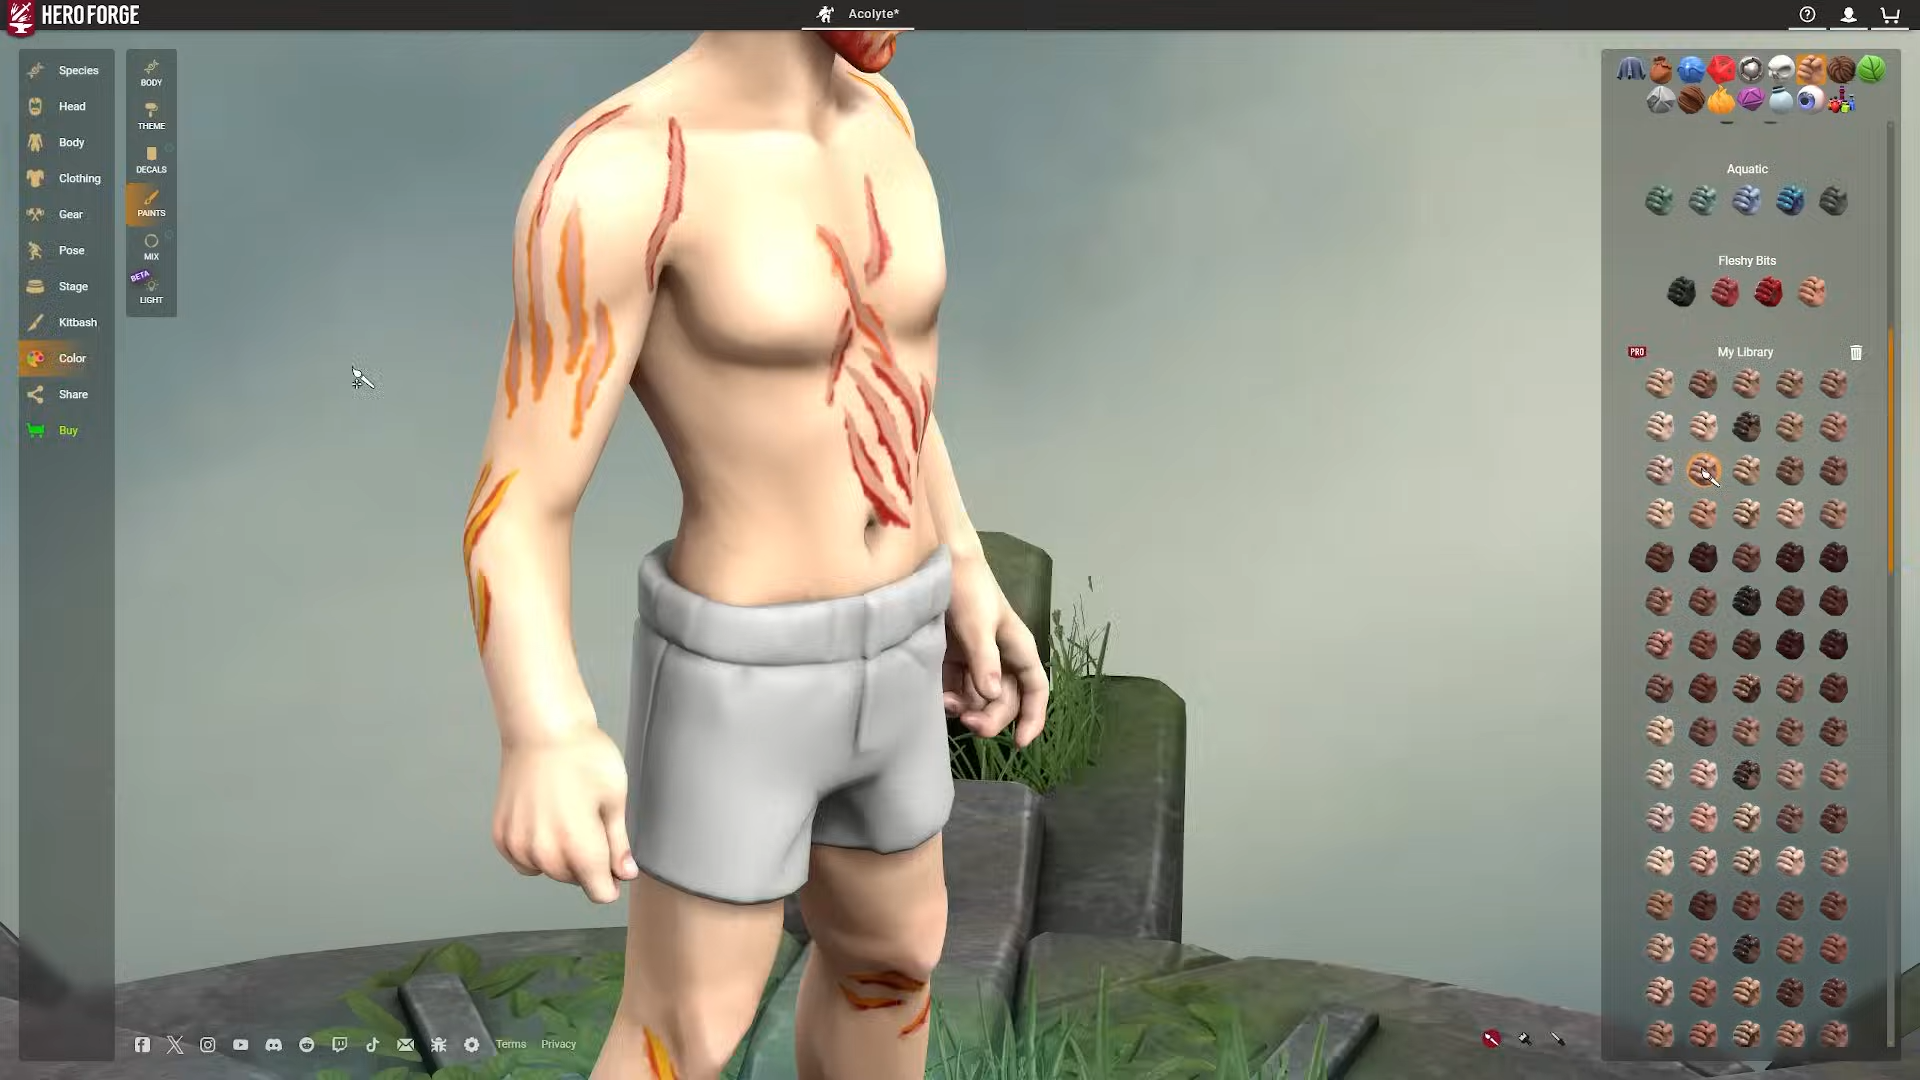 HERO FORGE
Acolyte*
Species
Head
Body
Clothing
Gear
Pose
Stage
Kitbash
Color
Share
Buy
BODY
THEME
DECALS
PAINTS
MIX
BETA
LIGHT
Aquatic
Fleshy Bits
PRO
My Library
Terms
Privacy